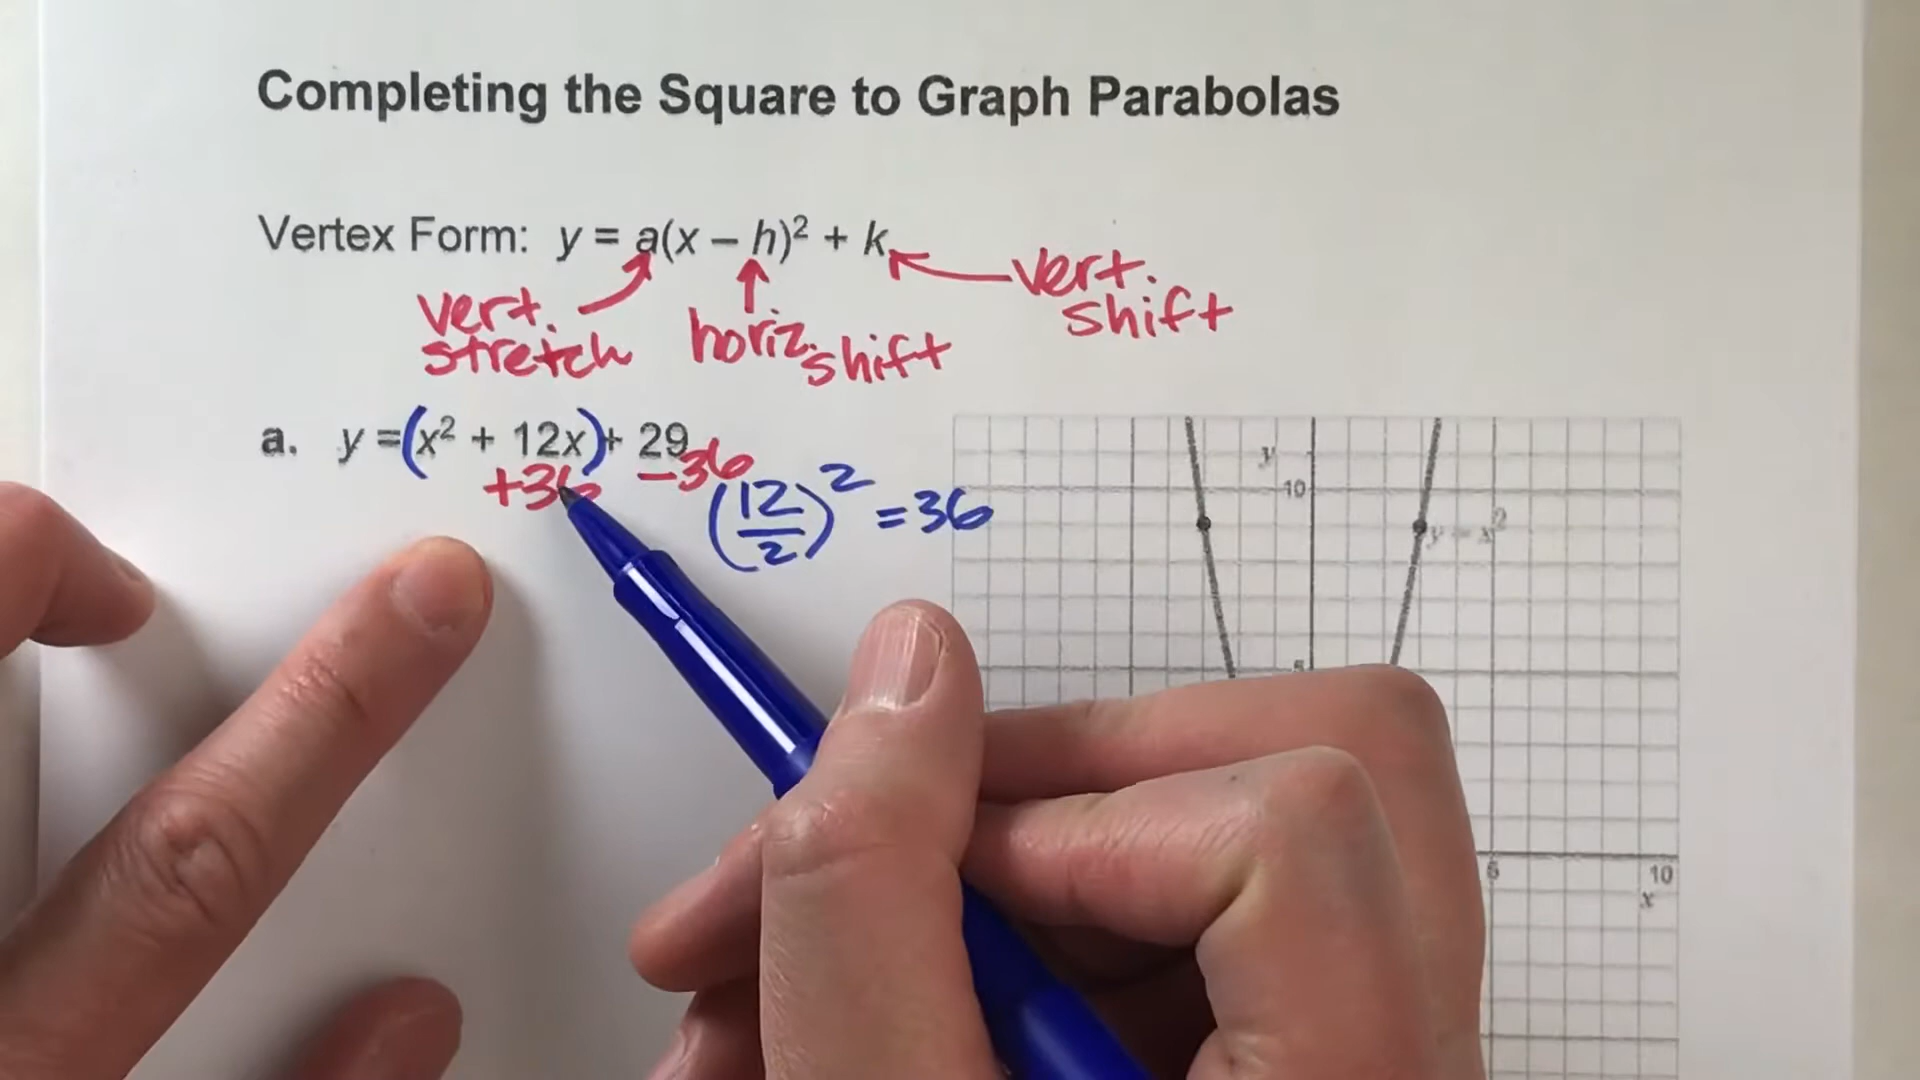 Completing the Square to Graph Parabolas
Vertex Form: y = a(x – h)² + k
vert. stretch
horiz. shift
vert. shift
a. y = (x² + 12x) + 29
+36 – 36
(12/2)² = 36
y
10
y = x²
5
10
x